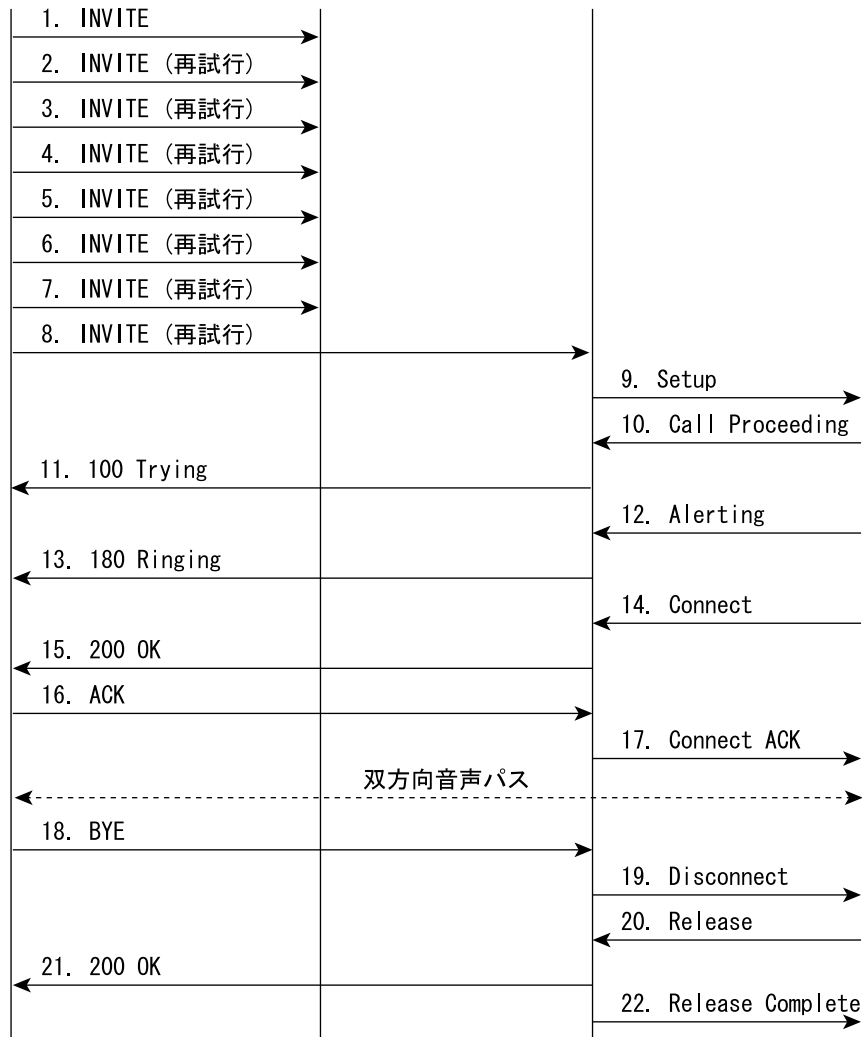 1. INVITE
2. INVITE (再試行)
3. INVITE (再試行)
4. INVITE (再試行)
5. INVITE (再試行)
6. INVITE (再試行)
7. INVITE (再試行)
8. INVITE (再試行)
9. Setup
10. Call Proceeding
11. 100 Trying
12. Alerting
13. 180 Ringing
14. Connect
15. 200 OK
16. ACK
17. Connect ACK
双方向音声パス
18. BYE
19. Disconnect
20. Release
21. 200 OK
22. Release Complete